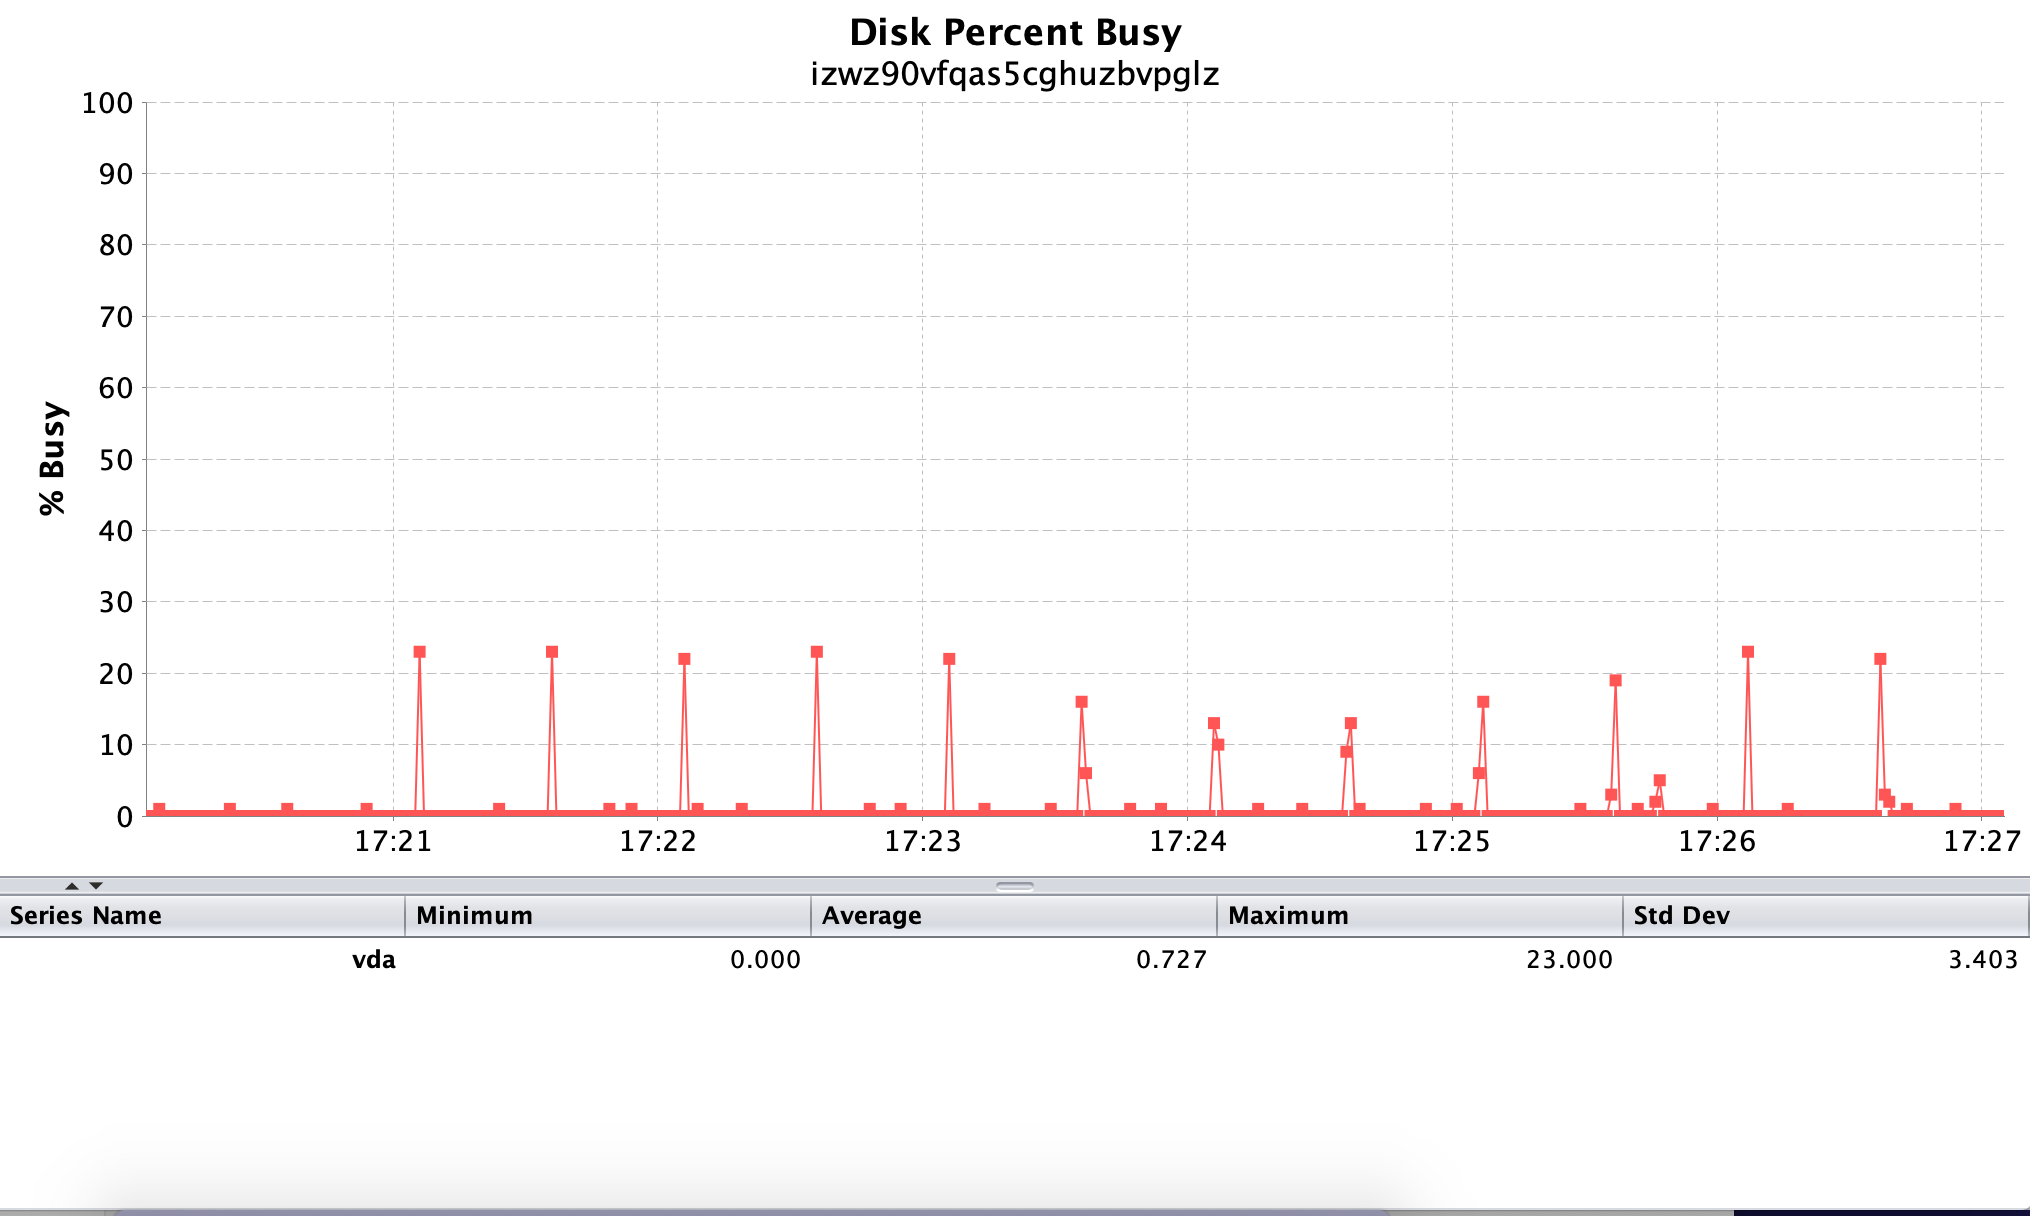 Disk Percent Busy
izwz90vfqas5cghuzbvpglz
% Busy
100
90
80
70
60
50
40
30
20
10
0
17:21 17:22 17:23 17:24 17:25 17:26 17:27
Series Name Minimum Average Maximum Std Dev
vda 0.000 0.727 23.000 3.403